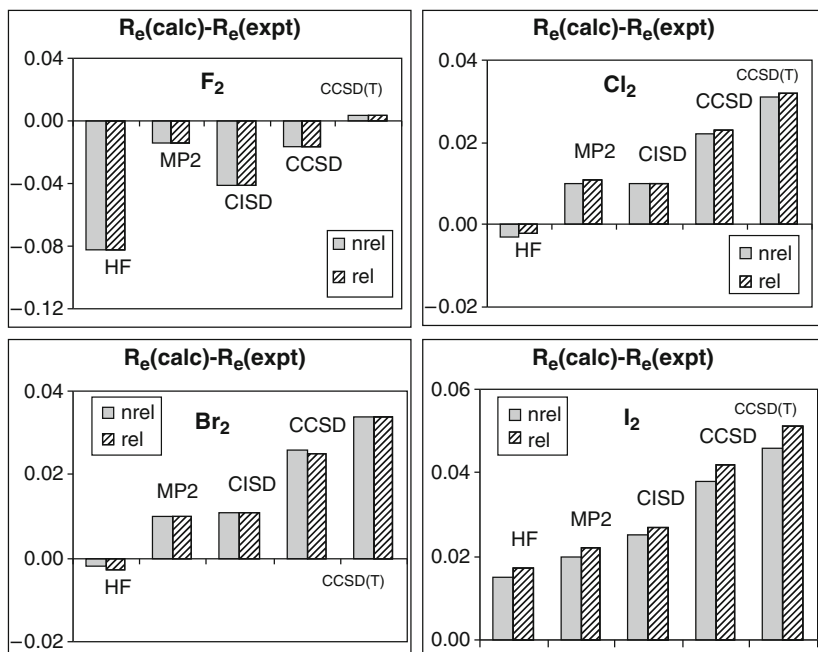 Rₑ(calc)-Rₑ(expt)
0.04
F₂
CCSD(T)
0.00
MP2
CCSD
−0.04
CISD
−0.08
HF
nrel
rel
−0.12
Rₑ(calc)-Rₑ(expt)
0.04
CCSD(T)
Cl₂
CCSD
0.02
MP2
CISD
0.00
HF
nrel
rel
−0.02
Rₑ(calc)-Rₑ(expt)
0.04
nrel
rel
Br₂
CCSD
0.02
MP2
CISD
0.00
HF
CCSD(T)
−0.02
Rₑ(calc)-Rₑ(expt)
0.06
nrel
rel
I₂
CCSD(T)
CCSD
0.04
CISD
MP2
HF
0.02
0.00